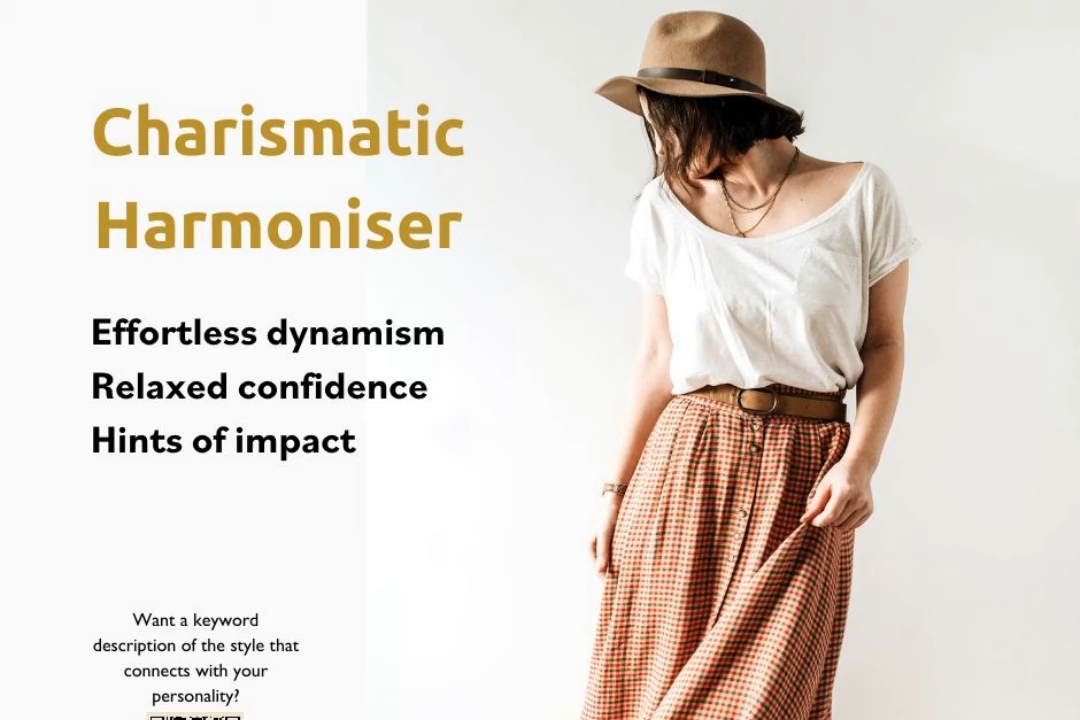 Charismatic
Harmoniser
Effortless dynamism
Relaxed confidence
Hints of impact
Want a keyword
description of the style that
connects with your
personality?